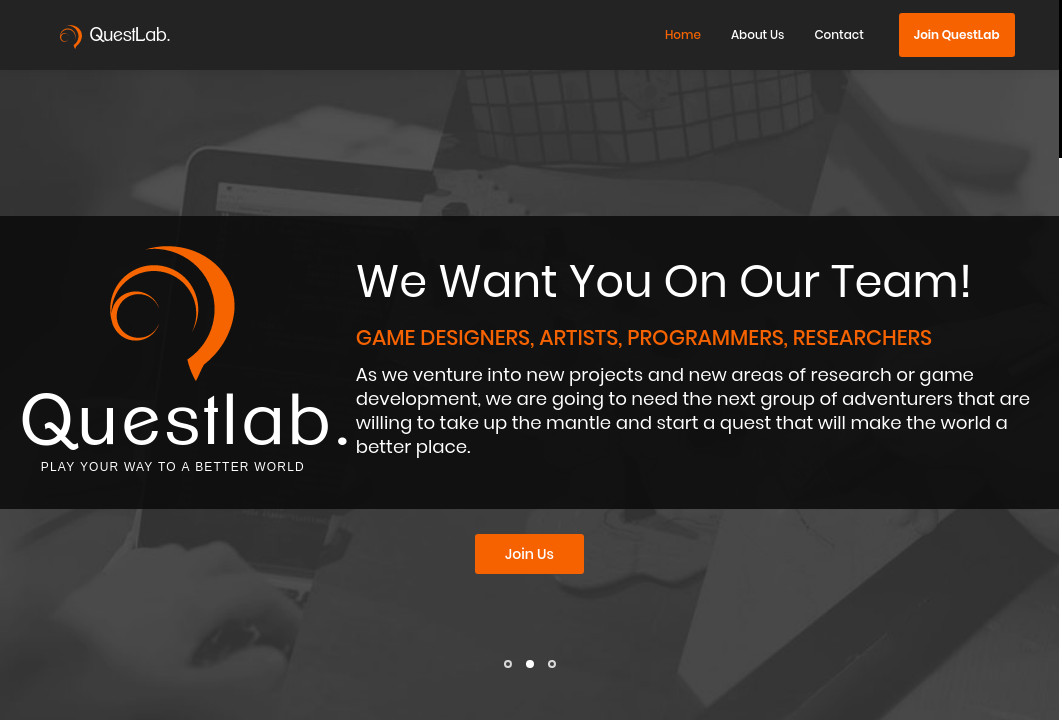 QuestLab.
Home
About Us
Contact
Join QuestLab
We Want You On Our Team!
GAME DESIGNERS, ARTISTS, PROGRAMMERS, RESEARCHERS
As we venture into new projects and new areas of research or game
development, we are going to need the next group of adventurers that are
willing to take up the mantle and start a quest that will make the world a
better place.
Questlab.
PLAY YOUR WAY TO A BETTER WORLD
Join Us